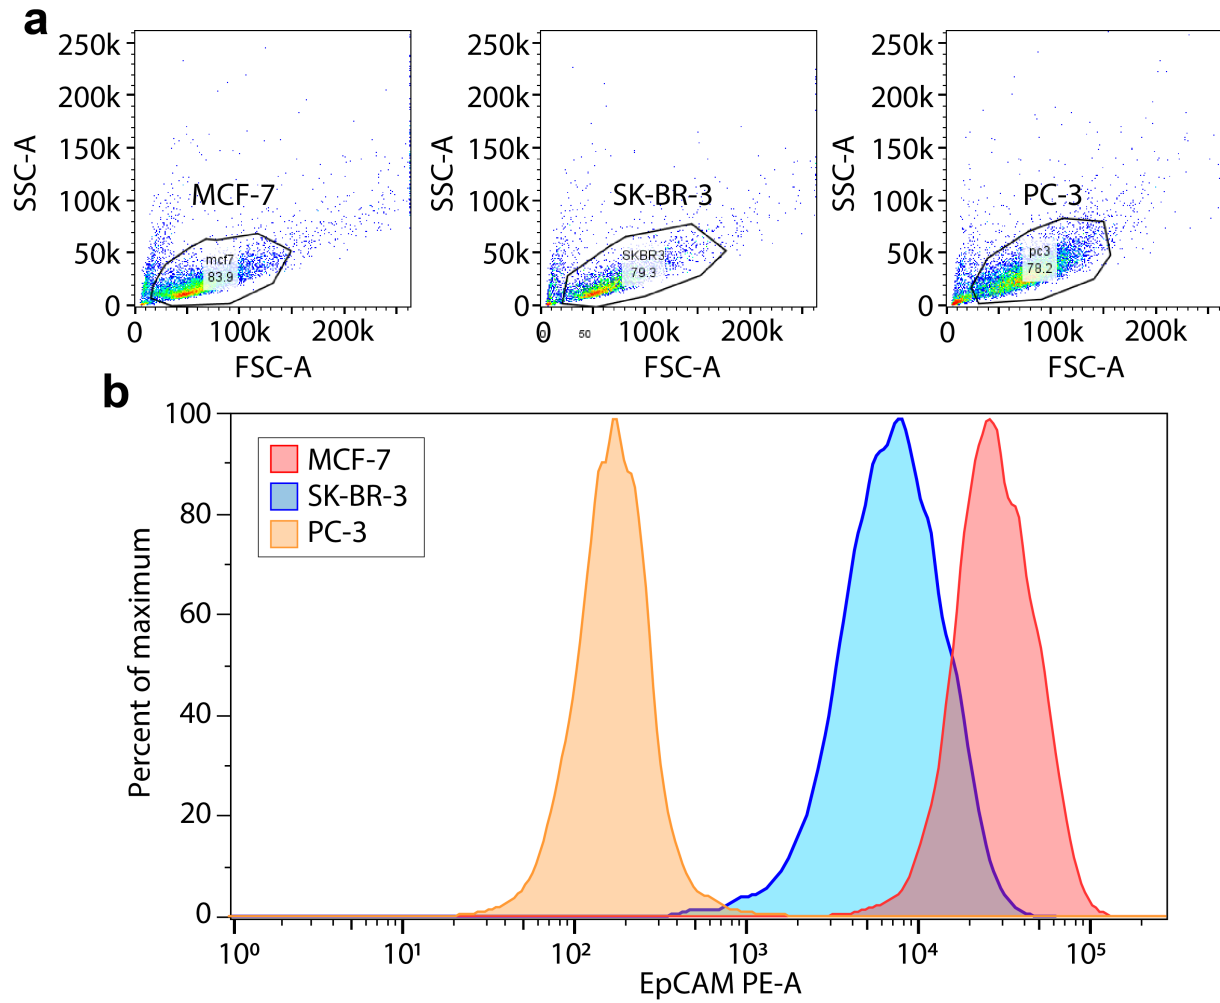 a
250k
200k
150k
100k
50k
0
SSC-A
MCF-7
mcf7
83.9
0 100k 200k
FSC-A
250k
200k
150k
100k
50k
0
SSC-A
SK-BR-3
SKBR3
79.3
0 100k 200k
0 50
FSC-A
250k
200k
150k
100k
50k
0
SSC-A
PC-3
pc3
78.2
0 100k 200k
FSC-A
b
100
80
60
40
20
0
Percent of maximum
MCF-7
SK-BR-3
PC-3
10⁰ 10¹ 10² 10³ 10⁴ 10⁵
EpCAM PE-A